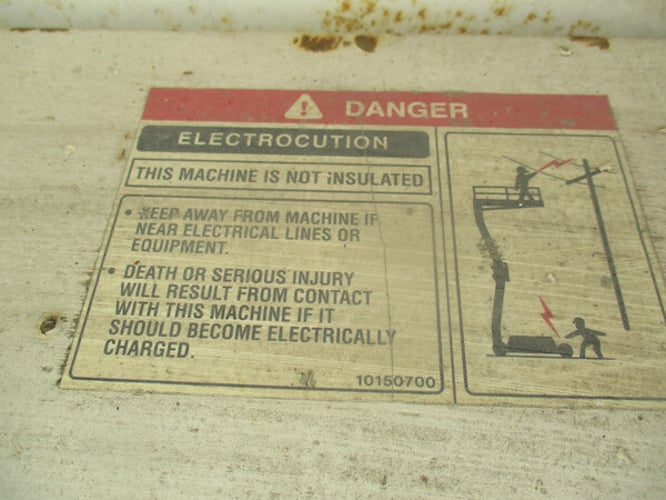 DANGER
ELECTROCUTION
THIS MACHINE IS NOT INSULATED
• KEEP AWAY FROM MACHINE IF
NEAR ELECTRICAL LINES OR
EQUIPMENT.
• DEATH OR SERIOUS INJURY
WILL RESULT FROM CONTACT
WITH THIS MACHINE IF IT
SHOULD BECOME ELECTRICALLY
CHARGED.
10150700